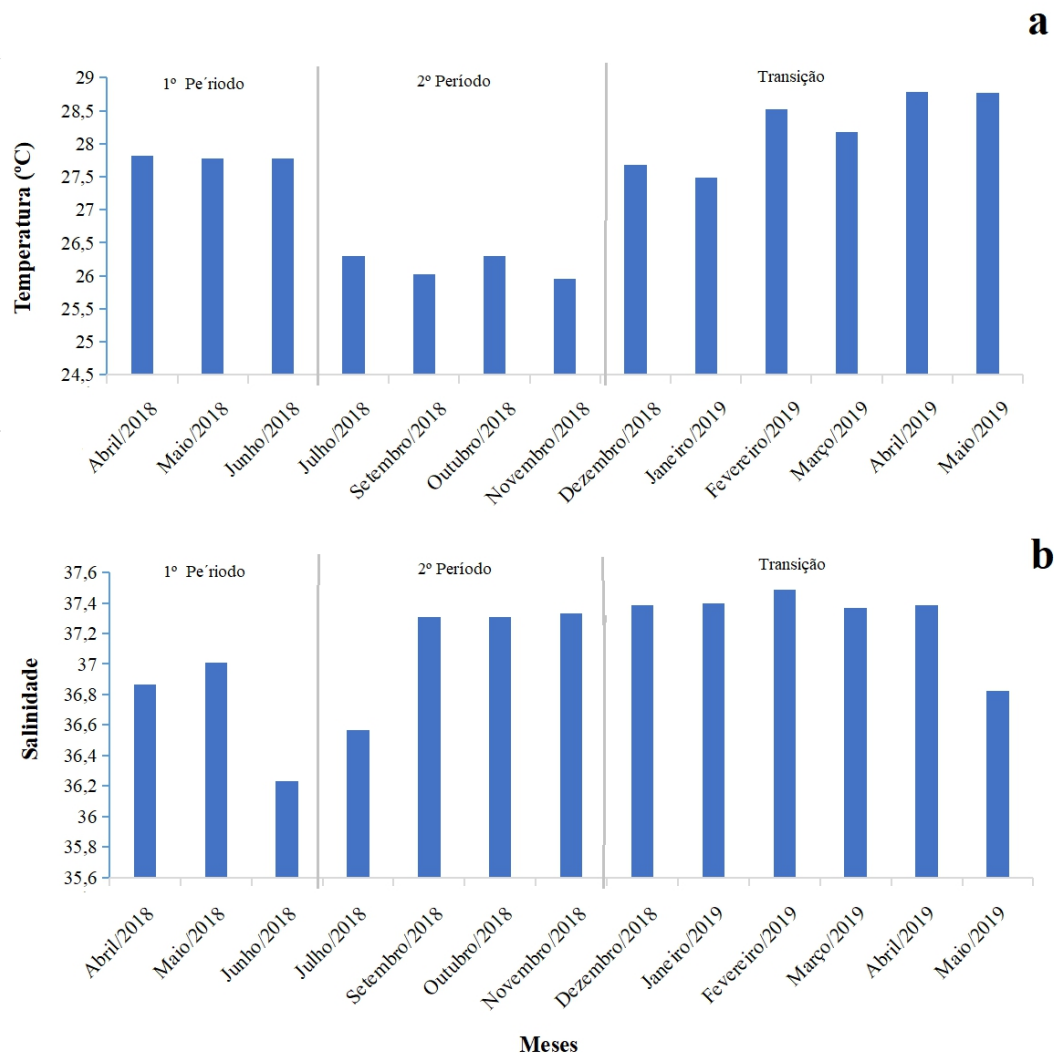 a
1º Pe´riodo
2º Período
Transição
Temperatura (ºC)
29
28,5
28
27,5
27
26,5
26
25,5
25
24,5
Abril/2018
Maio/2018
Junho/2018
Julho/2018
Setembro/2018
Outubro/2018
Novembro/2018
Dezembro/2018
Janeiro/2019
Fevereiro/2019
Março/2019
Abril/2019
Maio/2019
b
1º Pe´riodo
2º Período
Transição
Salinidade
37,6
37,4
37,2
37
36,8
36,6
36,4
36,2
36
35,8
35,6
Abril/2018
Maio/2018
Junho/2018
Julho/2018
Setembro/2018
Outubro/2018
Novembro/2018
Dezembro/2018
Janeiro/2019
Fevereiro/2019
Março/2019
Abril/2019
Maio/2019
Meses